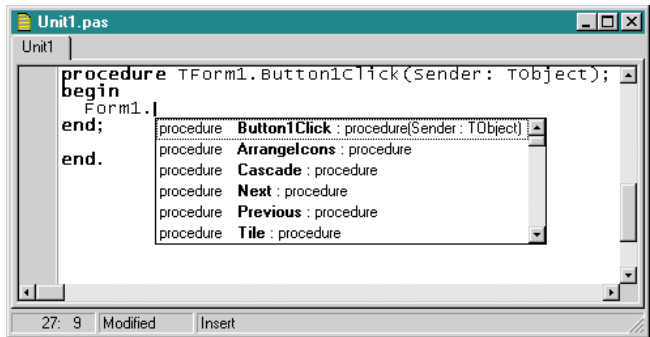 Unit1.pas
Unit1
procedure TForm1.Button1Click(Sender: TObject);
begin
Form1.
end;
procedure Button1Click : procedure(Sender : TObject)
procedure ArrangeIcons : procedure
end.
procedure Cascade : procedure
procedure Next : procedure
procedure Previous : procedure
procedure Tile : procedure
27: 9 Modified Insert